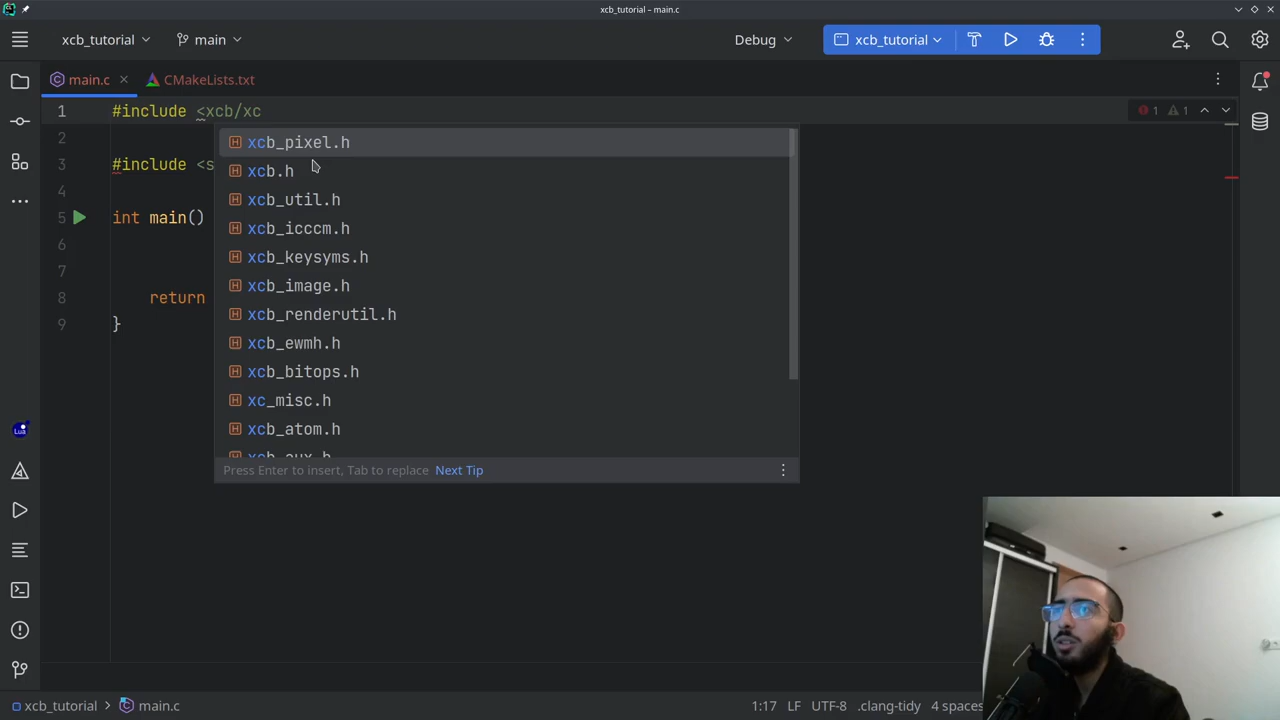 xcb_tutorial – main.c
xcb_tutorial
main
Debug
xcb_tutorial
main.c
CMakeLists.txt
1 #include <xcb/xc
1
1
2
3 #include <s
4
5 int main()
6
7
8 return
9 }
xcb_pixel.h
xcb.h
xcb_util.h
xcb_icccm.h
xcb_keysyms.h
xcb_image.h
xcb_renderutil.h
xcb_ewmh.h
xcb_bitops.h
xc_misc.h
xcb_atom.h
xcb_aux.h
Press Enter to insert, Tab to replace Next Tip
Lua
xcb_tutorial
main.c
1:17 LF UTF-8 .clang-tidy 4 spaces